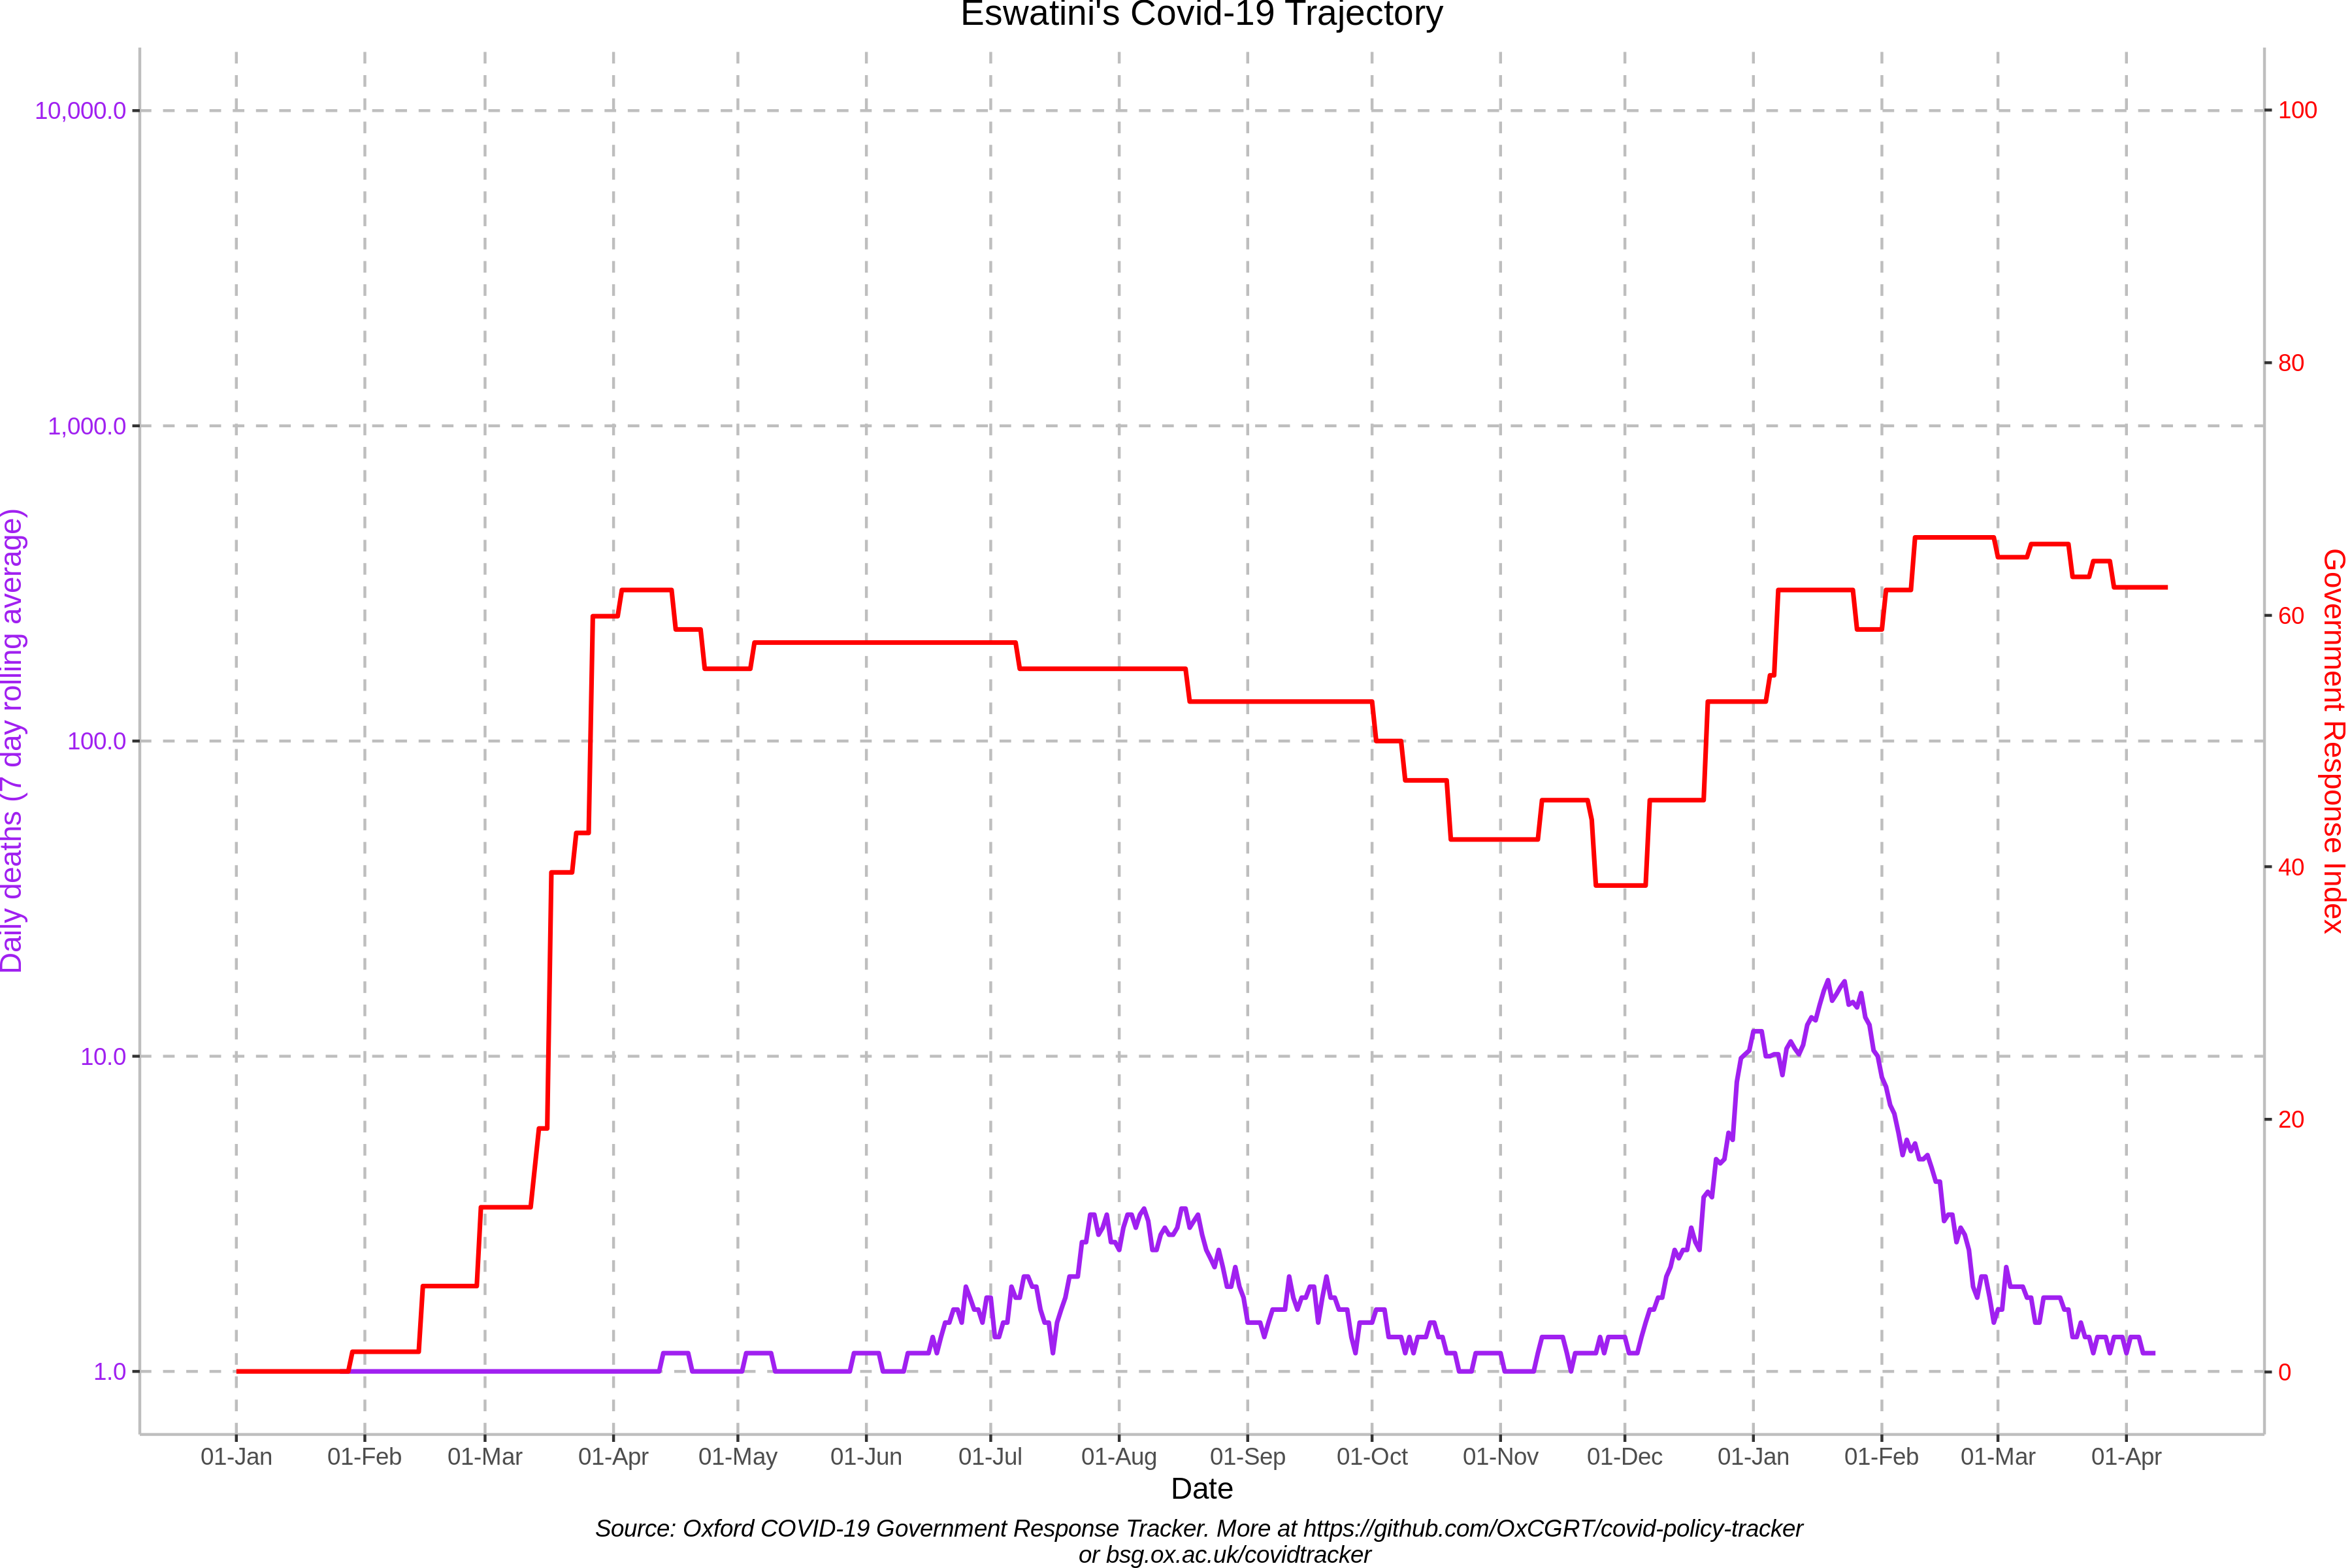 Eswatini's Covid-19 Trajectory
10,000.0
1,000.0
100.0
10.0
1.0
Daily deaths (7 day rolling average)
100
80
60
40
20
0
Government Response Index
01-Jan 01-Feb 01-Mar 01-Apr 01-May 01-Jun 01-Jul 01-Aug 01-Sep 01-Oct 01-Nov 01-Dec 01-Jan 01-Feb 01-Mar 01-Apr
Date
Source: Oxford COVID-19 Government Response Tracker. More at https://github.com/OxCGRT/covid-policy-tracker
or bsg.ox.ac.uk/covidtracker